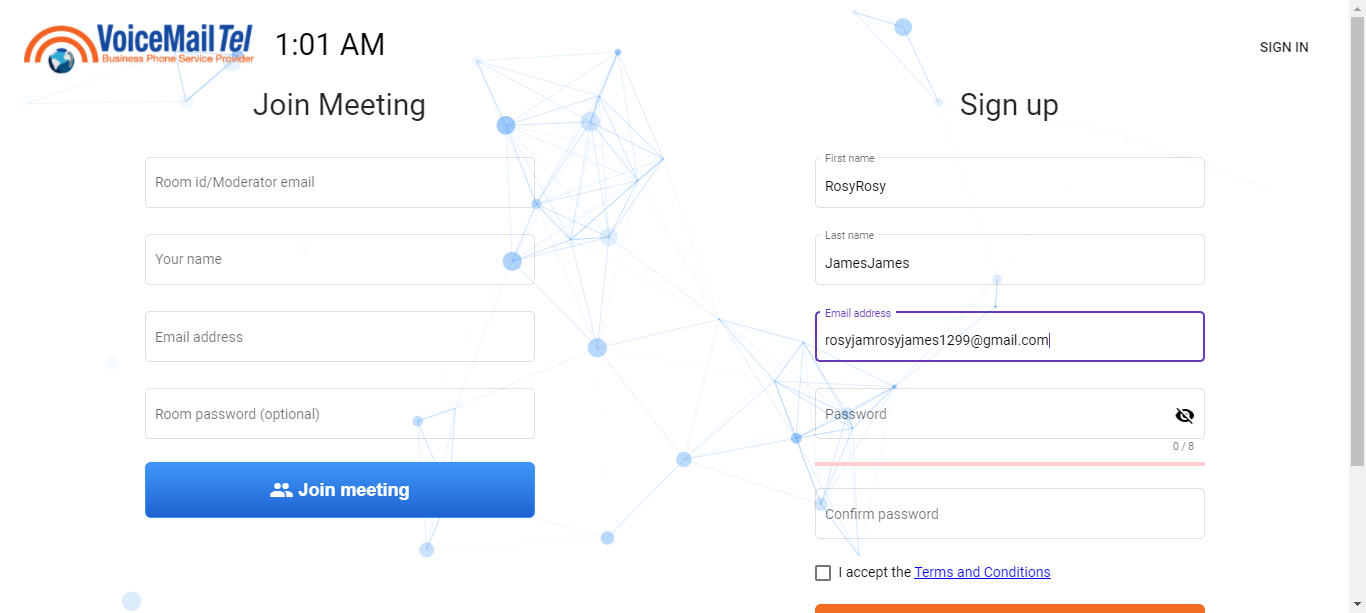 VoiceMailTel
Business Phone Service Provider
1:01 AM
SIGN IN
Join Meeting
Room id/Moderator email
Your name
Email address
Room password (optional)
Join meeting
Sign up
First name
RosyRosy
Last name
JamesJames
Email address
rosyjamrosyjames1299@gmail.com
Password
0 / 8
Confirm password
I accept the Terms and Conditions